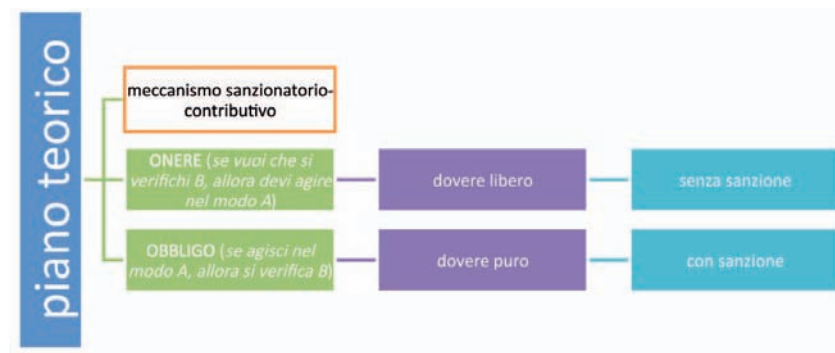 piano teorico
meccanismo sanzionatorio-
contributivo
ONERE (se vuoi che si
verifichi B, allora devi agire
nel modo A)
dovere libero
senza sanzione
OBBLIGO (se agisci nel
modo A, allora si verifica B)
dovere puro
con sanzione